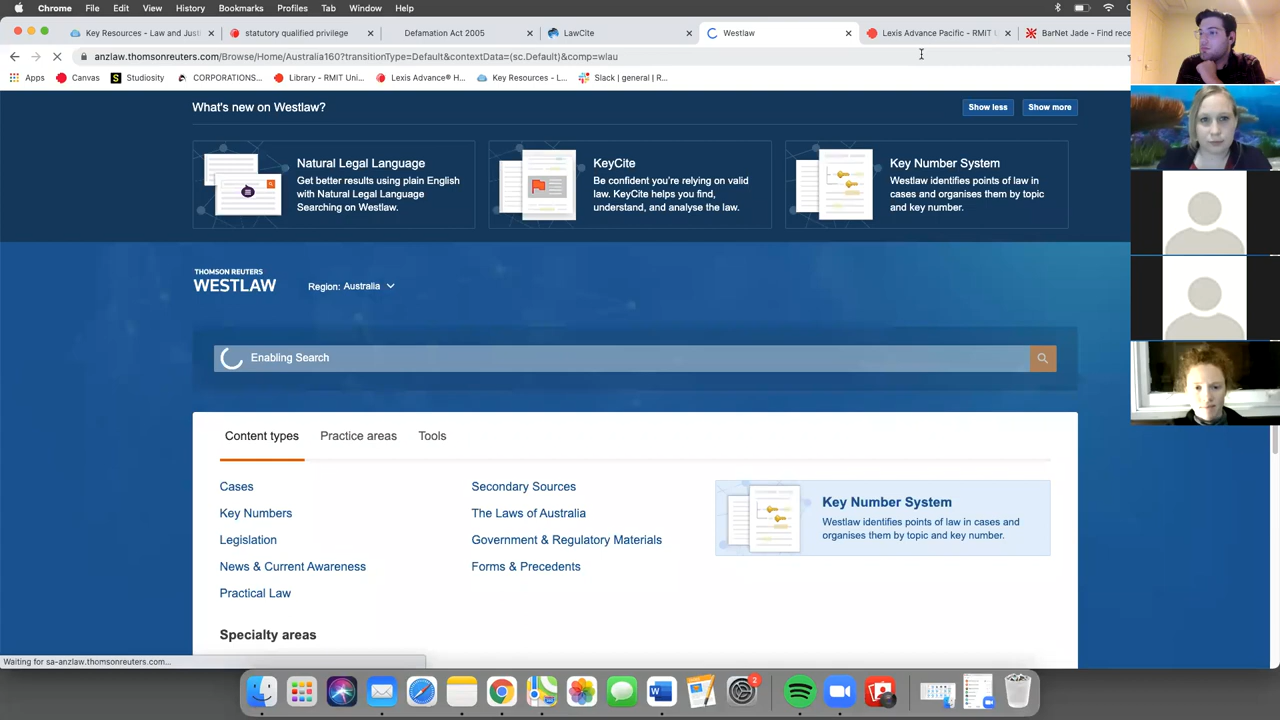 Chrome File Edit View History Bookmarks Profiles Tab Window Help
Key Resources - Law and Just
statutory qualified privilege
Defamation Act 2005
LawCite
Westlaw
Lexis Advance Pacific - RMIT U
BarNet Jade - Find rece
anzlaw.thomsonreuters.com/Browse/Home/Australia160?transitionType=Default&contextData=(sc.Default)&comp=wlau
Apps Canvas Studiosity CORPORATIONS... Library - RMIT Uni... Lexis Advance® H... Key Resources - L... Slack | general | R...
What's new on Westlaw?
Show less
Show more
Natural Legal Language
Get better results using plain English
with Natural Legal Language
Searching on Westlaw.
KeyCite
Be confident you're relying on valid
law. KeyCite helps you find,
understand, and analyse the law.
Key Number System
Westlaw identifies points of law in
cases and organises them by topic
and key number.
THOMSON REUTERS
WESTLAW
Region: Australia
Enabling Search
Content types Practice areas Tools
Cases
Key Numbers
Legislation
News & Current Awareness
Practical Law
Secondary Sources
The Laws of Australia
Government & Regulatory Materials
Forms & Precedents
Key Number System
Westlaw identifies points of law in cases and
organises them by topic and key number.
Specialty areas
Waiting for sa-anzlaw.thomsonreuters.com...
2